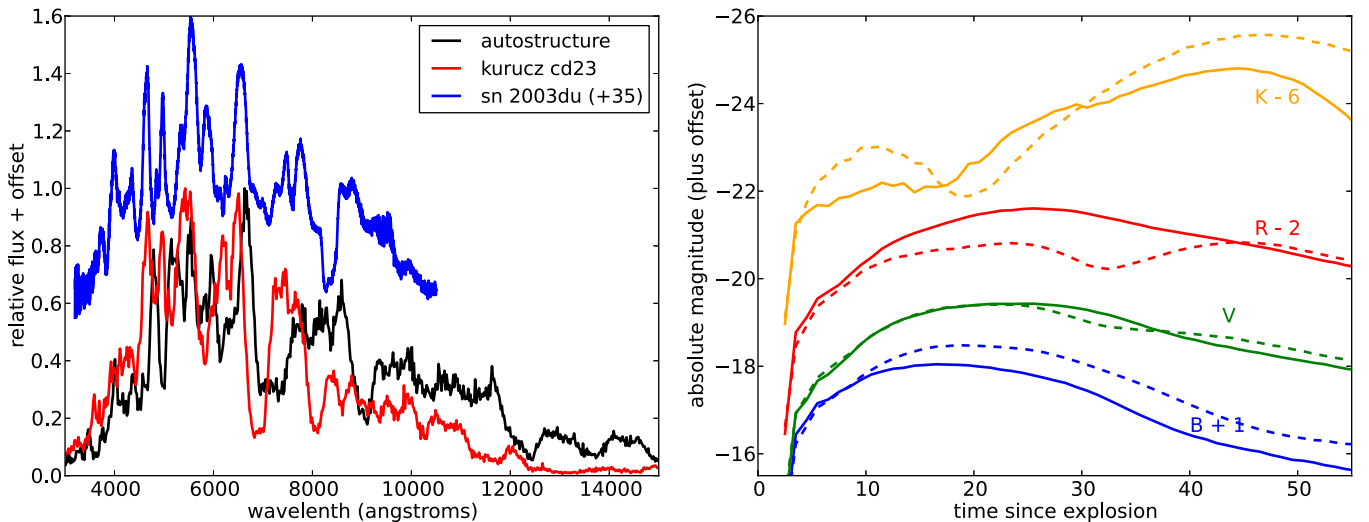 1.6
1.4
1.2
1.0
0.8
0.6
0.4
0.2
0.0
relative flux + offset
autostructure
kurucz cd23
sn 2003du (+35)
4000 6000 8000 10000 12000 14000
wavelenth (angstroms)
−26
−24
−22
−20
−18
−16
absolute magnitude (plus offset)
K - 6
R - 2
V
B + 1
0 10 20 30 40 50
time since explosion